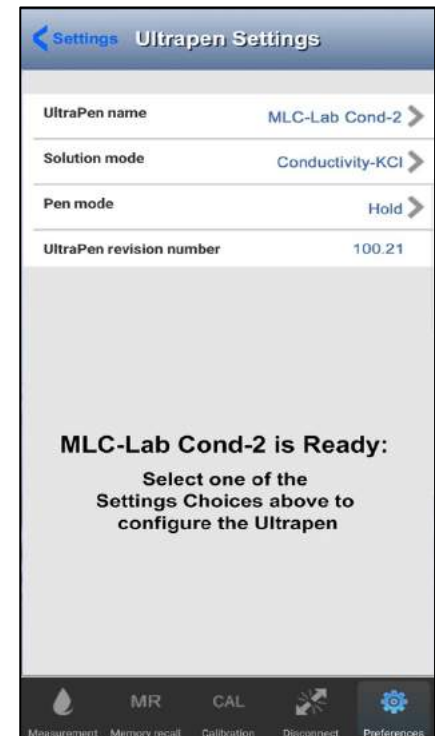 Settings Ultrapen Settings
UltraPen name MLC-Lab Cond-2
Solution mode Conductivity-KCl
Pen mode Hold
UltraPen revision number 100.21
MLC-Lab Cond-2 is Ready:
Select one of the
Settings Choices above to
configure the Ultrapen
MR CAL
Measurement Memory recall Calibration Disconnect Preferences